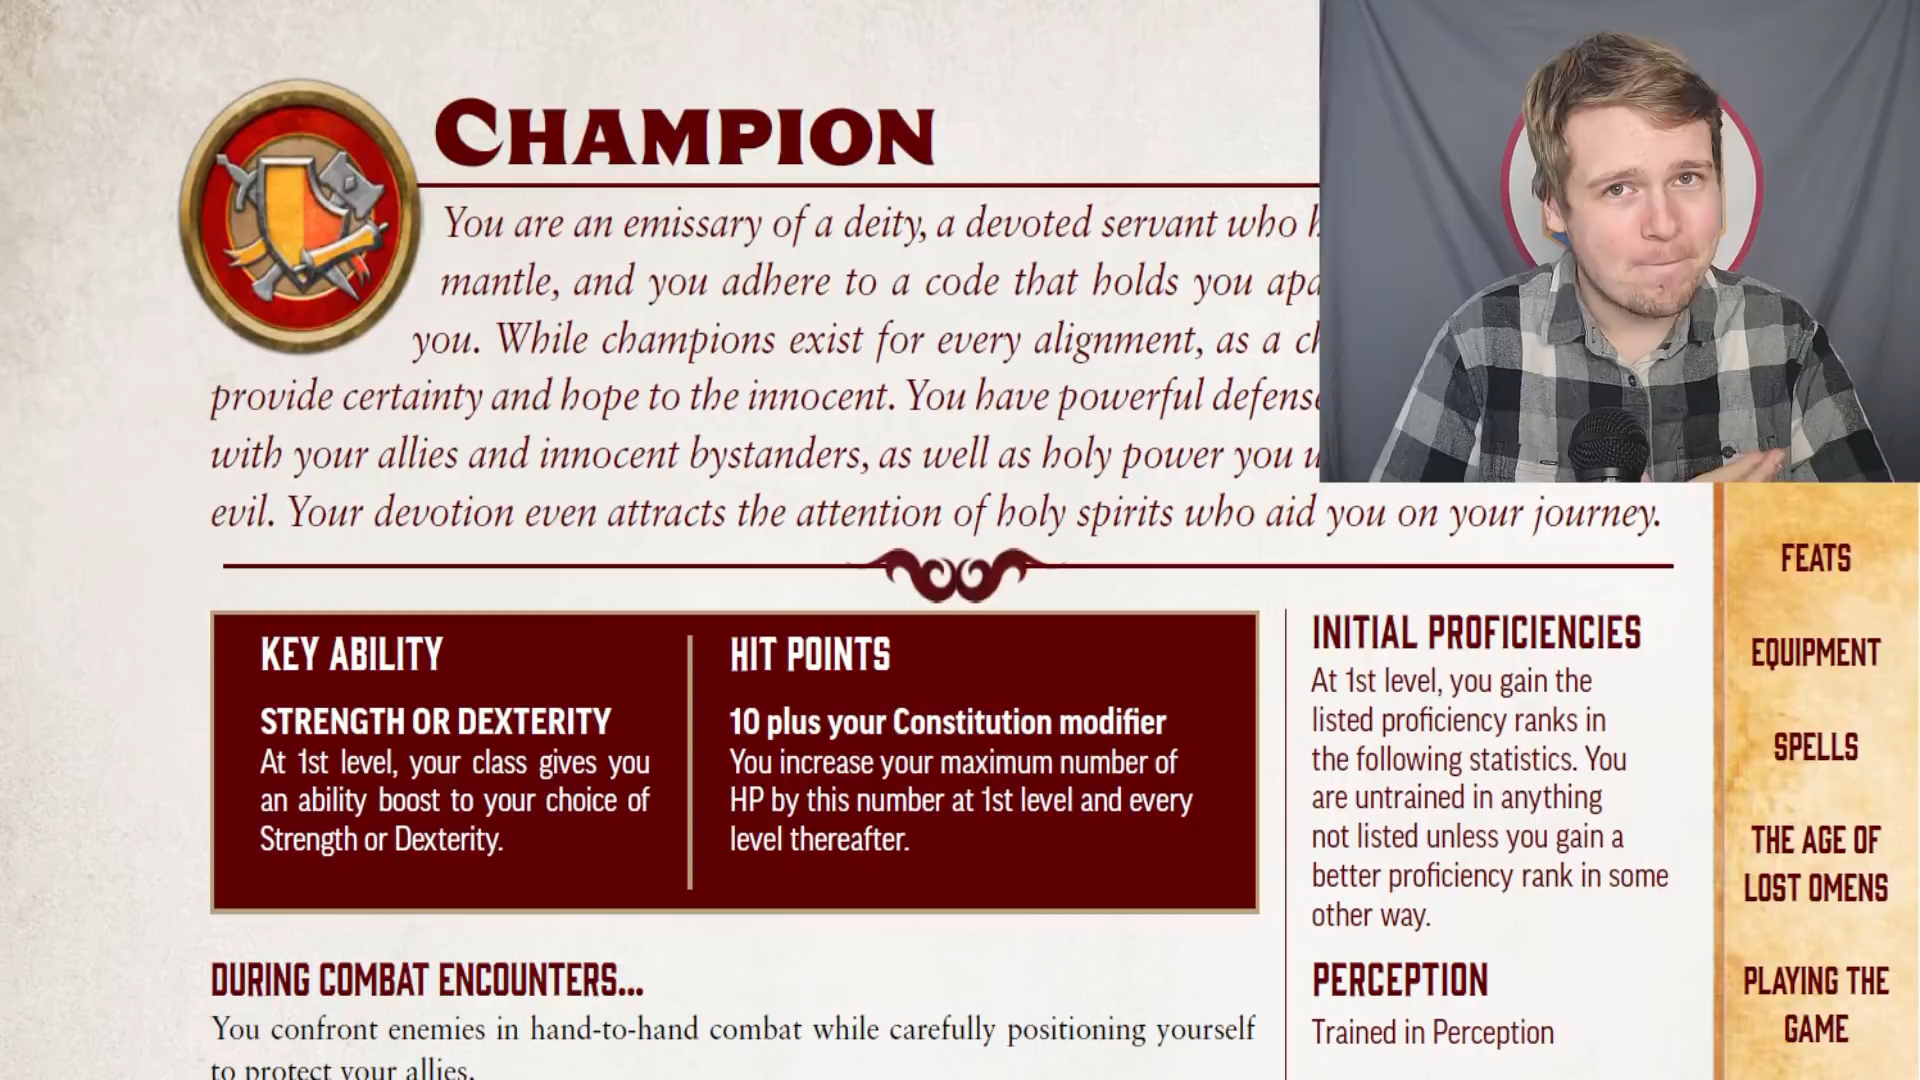 CHAMPION
You are an emissary of a deity, a devoted servant who
mantle, and you adhere to a code that holds you
you. While champions exist for every alignment, as a
provide certainty and hope to the innocent. You have powerful
with your allies and innocent bystanders, as well as holy power you
evil. Your devotion even attracts the attention of holy spirits who aid you on your journey.
KEY ABILITY
STRENGTH OR DEXTERITY
At 1st level, your class gives you
an ability boost to your choice of
Strength or Dexterity.
HIT POINTS
10 plus your Constitution modifier
You increase your maximum number of
HP by this number at 1st level and every
level thereafter.
DURING COMBAT ENCOUNTERS...
You confront enemies in hand-to-hand combat while carefully positioning yourself
to protect your allies.
INITIAL PROFICIENCIES
At 1st level, you gain the
listed proficiency ranks in
the following statistics. You
are untrained in anything
not listed unless you gain a
better proficiency rank in some
other way.
PERCEPTION
Trained in Perception
FEATS
EQUIPMENT
SPELLS
THE AGE OF
LOST OMENS
PLAYING THE
GAME